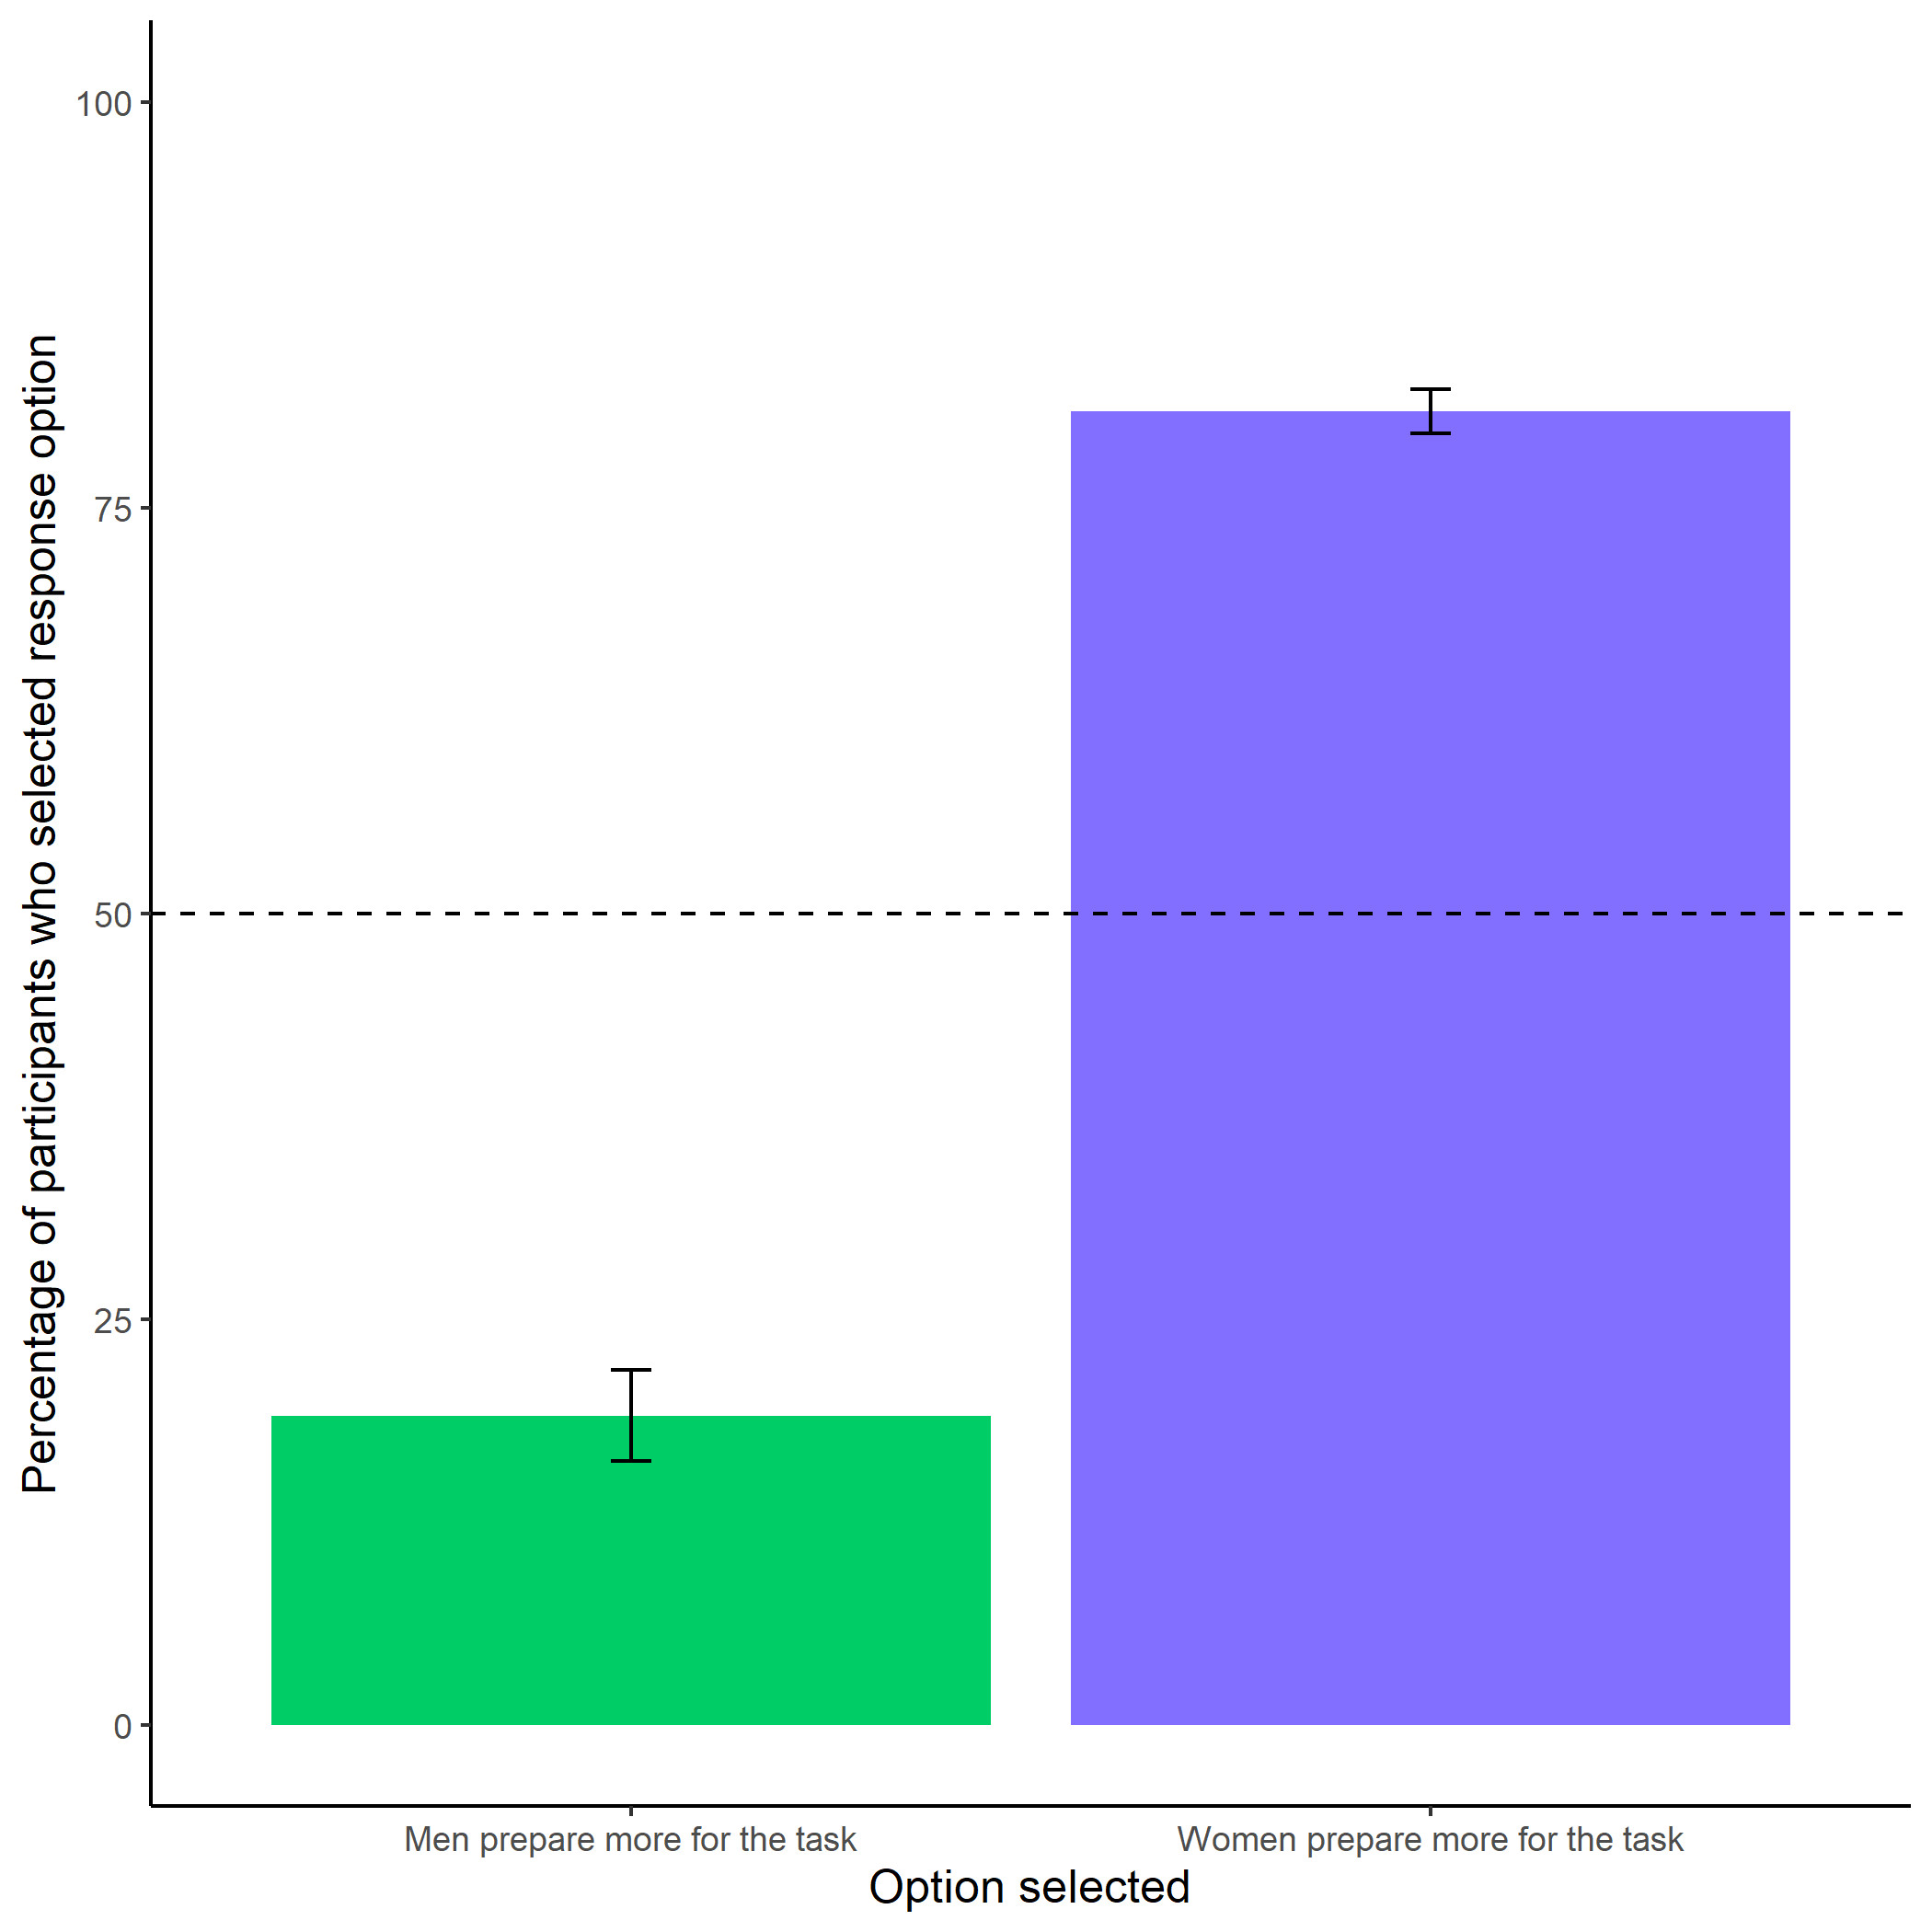 Percentage of participants who selected response option
100
75
50
25
0
Men prepare more for the task
Women prepare more for the task
Option selected